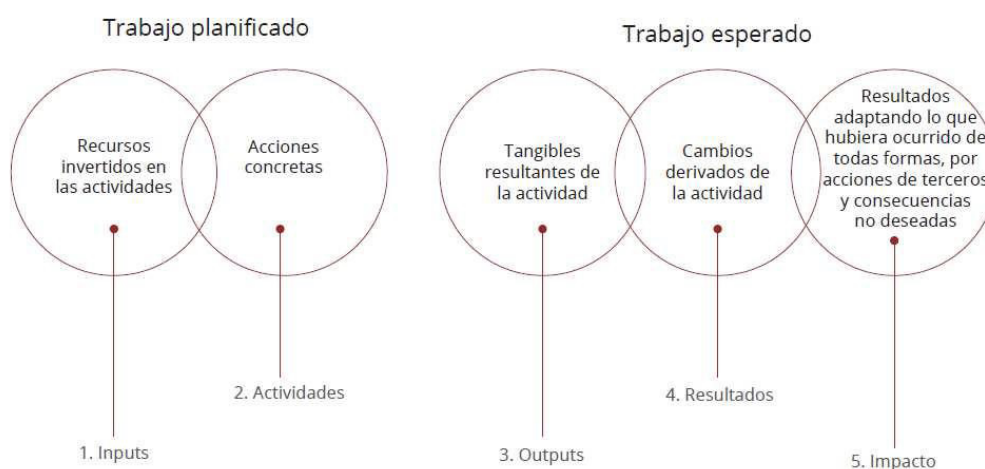 Trabajo planificado
Trabajo esperado
Recursos
invertidos en
las actividades
Acciones
concretas
Tangibles
resultantes de
la actividad
Cambios
derivados de
la actividad
Resultados
adaptando lo que
hubiera ocurrido de
todas formas, por
acciones de terceros
y consecuencias
no deseadas
1. Inputs
2. Actividades
3. Outputs
4. Resultados
5. Impacto